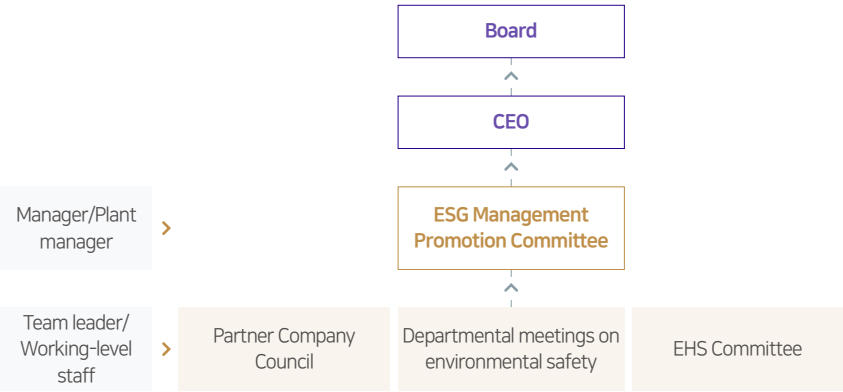 Board
CEO
Manager/Plant
manager
ESG Management
Promotion Committee
Team leader/
Working-level
staff
Partner Company
Council
Departmental meetings on
environmental safety
EHS Committee